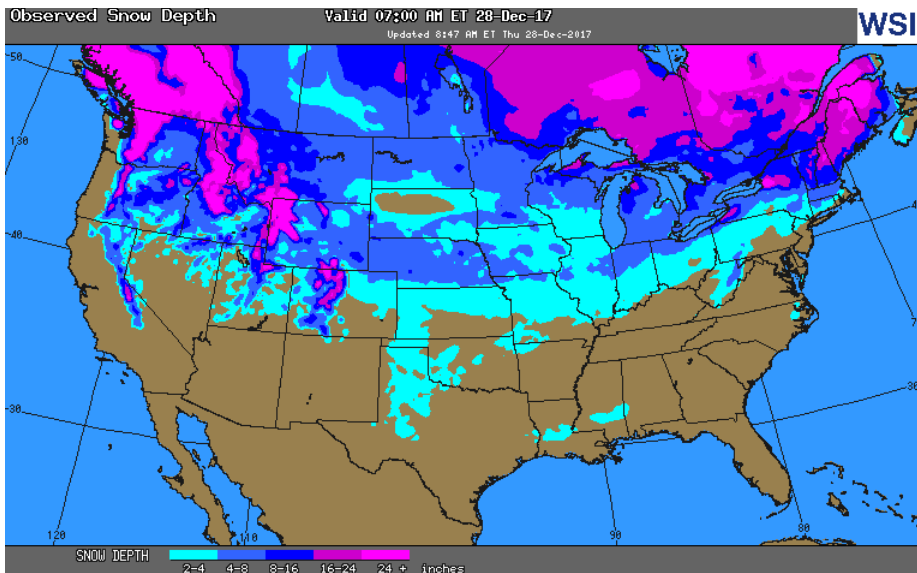 Observed Snow Depth Valid 07:00 AM ET 28-Dec-17
Updated 8:47 AM ET Thu 28-Dec-2017
WSI
50
130
40
30
120
110
90
80
SNOW DEPTH
2-4 4-8 8-16 16-24 24 + inches